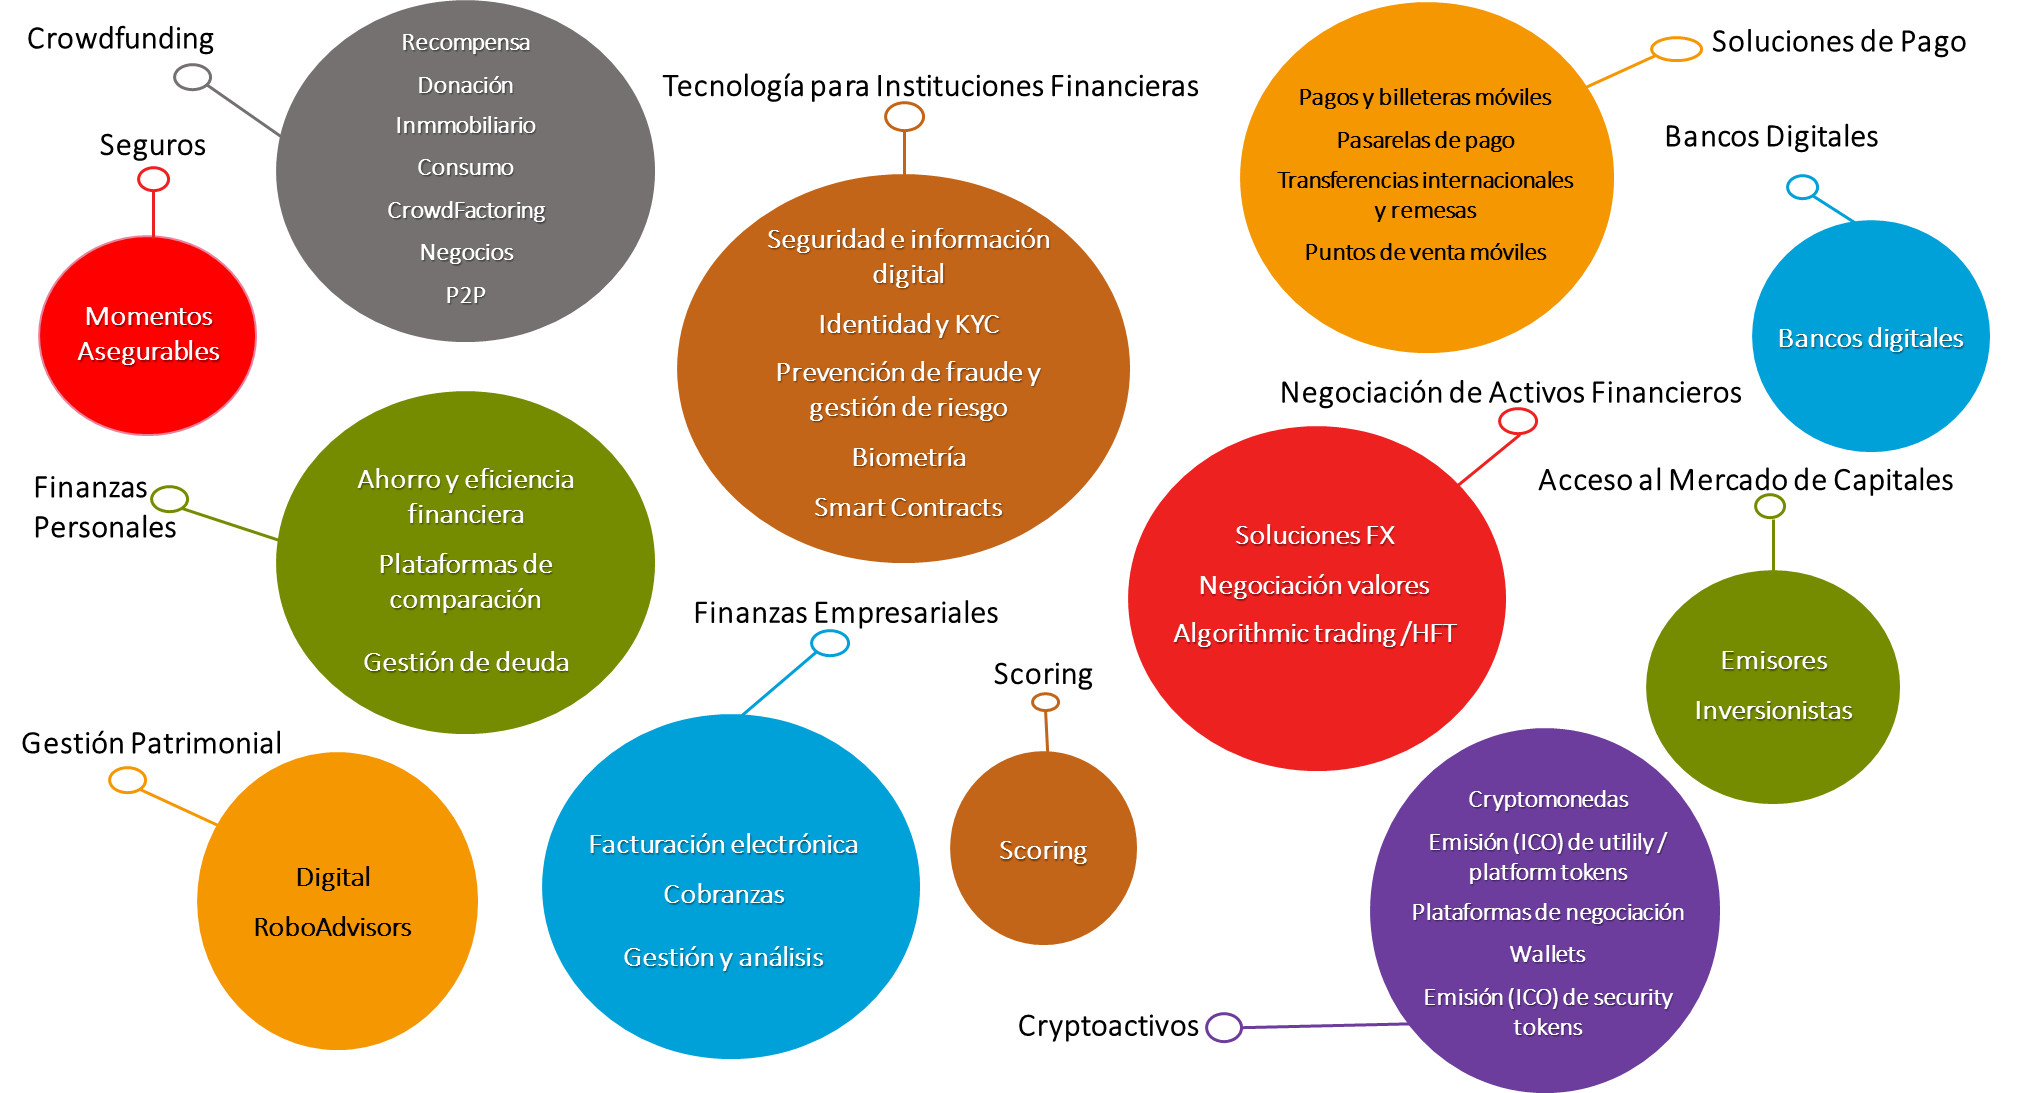 Crowdfunding
Recompensa
Donación
Inmmobiliario
Consumo
CrowdFactoring
Negocios
P2P
Seguros
Momentos
Asegurables
Tecnología para Instituciones Financieras
Seguridad e información
digital
Identidad y KYC
Prevención de fraude y
gestión de riesgo
Biometría
Smart Contracts
Soluciones de Pago
Pagos y billeteras móviles
Pasarelas de pago
Transferencias internacionales
y remesas
Puntos de venta móviles
Bancos Digitales
Bancos digitales
Negociación de Activos Financieros
Soluciones FX
Negociación valores
Algorithmic trading /HFT
Acceso al Mercado de Capitales
Emisores
Inversionistas
Finanzas
Personales
Ahorro y eficiencia
financiera
Plataformas de
comparación
Gestión de deuda
Finanzas Empresariales
Facturación electrónica
Cobranzas
Gestión y análisis
Scoring
Scoring
Gestión Patrimonial
Digital
RoboAdvisors
Cryptoactivos
Cryptomonedas
Emisión (ICO) de utilily /
platform tokens
Plataformas de negociación
Wallets
Emisión (ICO) de security
tokens